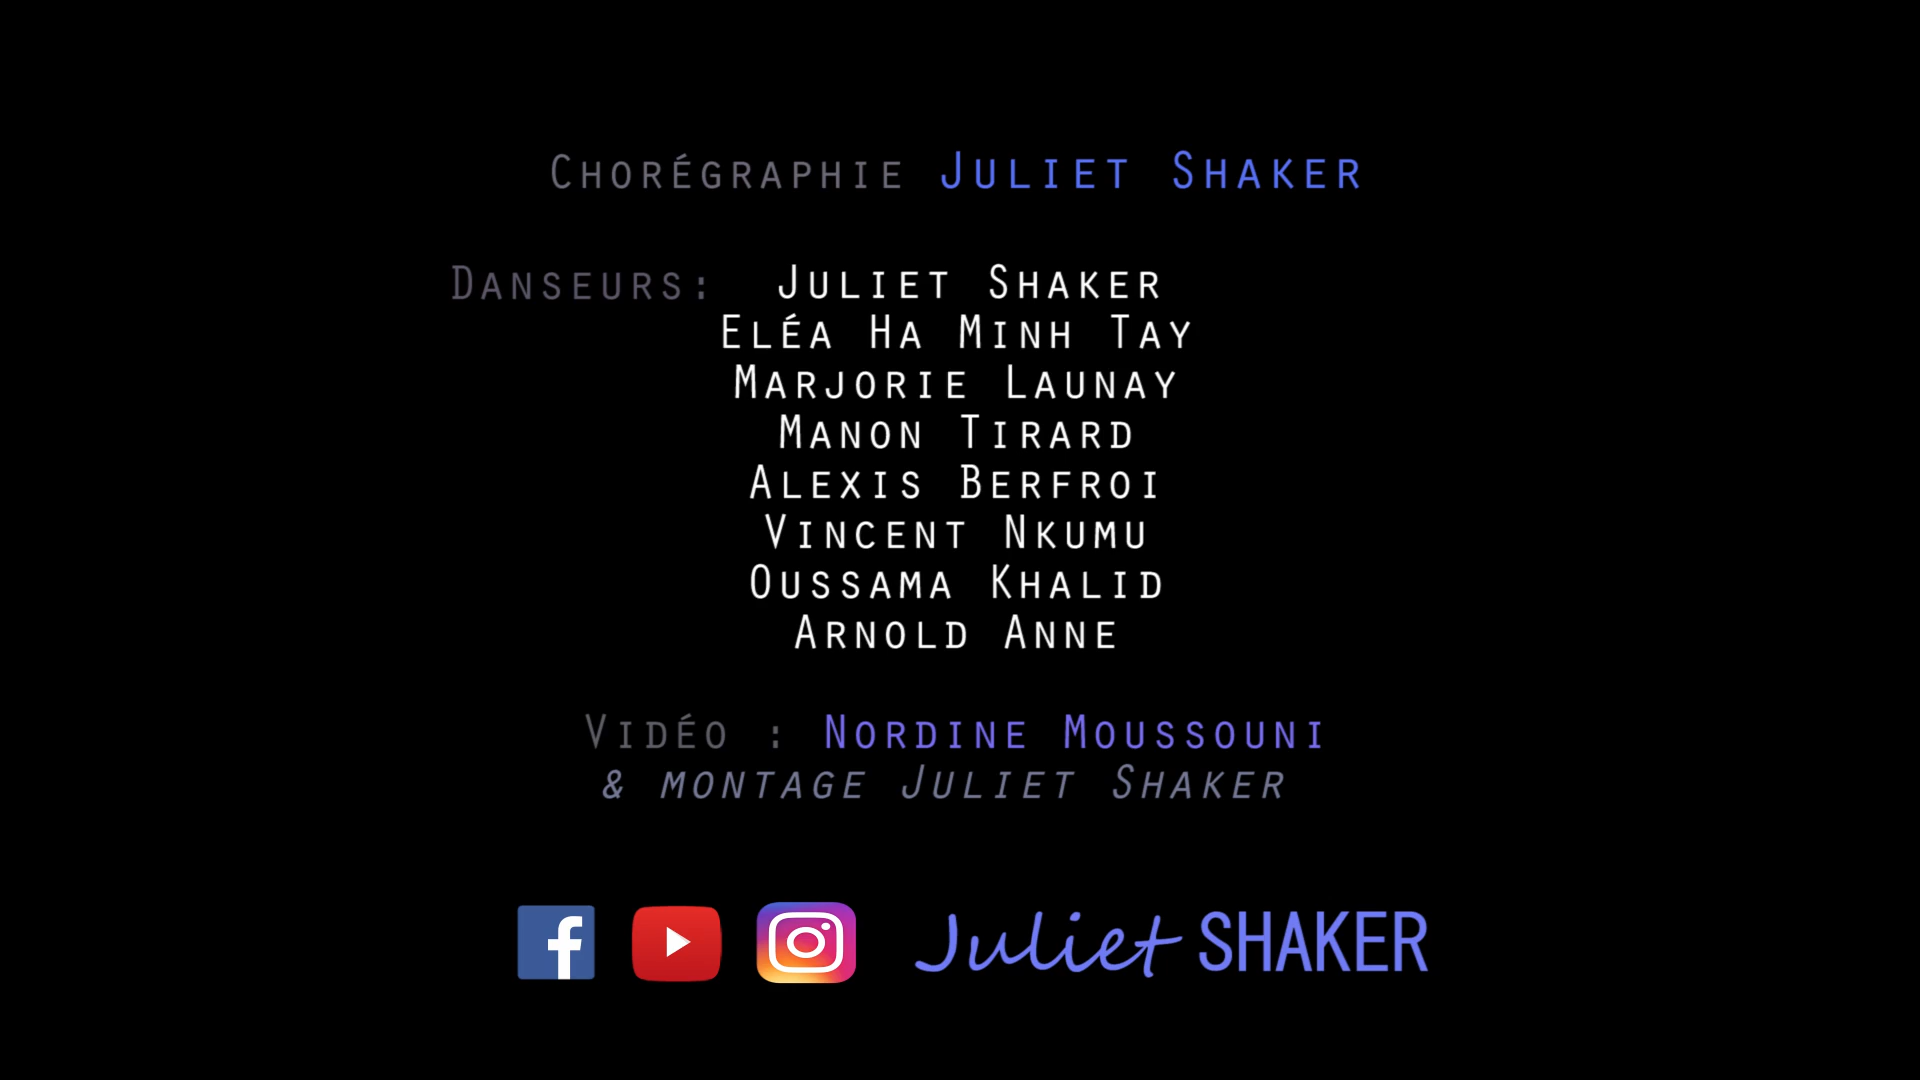 Chorégraphie Juliet Shaker
Danseurs: Juliet Shaker
Eléa Ha Minh Tay
Marjorie Launay
Manon Tirard
Alexis Berfroi
Vincent Nkumu
Oussama Khalid
Arnold Anne
Vidéo : Nordine Moussouni
& montage Juliet Shaker
Juliet SHAKER